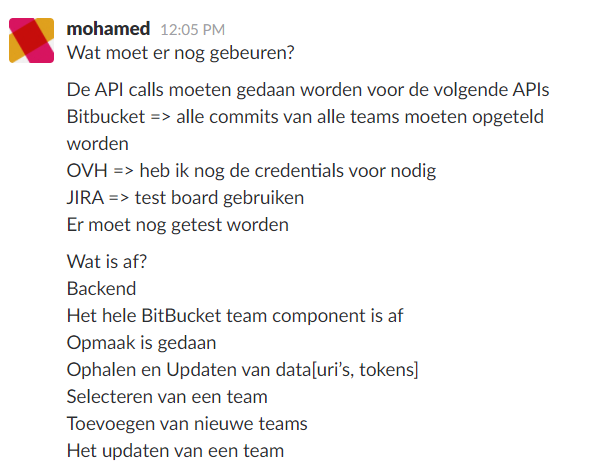 mohamed 12:05 PM
Wat moet er nog gebeuren?
De API calls moeten gedaan worden voor de volgende APIs
Bitbucket => alle commits van alle teams moeten opgeteld
worden
OVH => heb ik nog de credentials voor nodig
JIRA => test board gebruiken
Er moet nog getest worden
Wat is af?
Backend
Het hele BitBucket team component is af
Opmaak is gedaan
Ophalen en Updaten van data[uri's, tokens]
Selecteren van een team
Toevoegen van nieuwe teams
Het updaten van een team